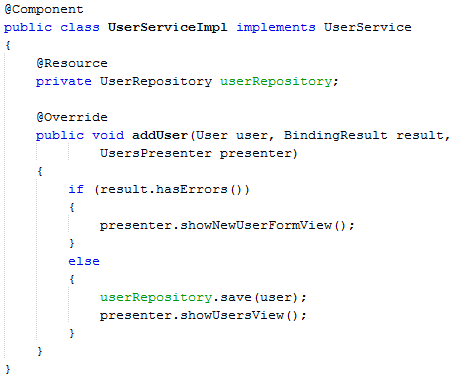 @Component
public class UserServiceImpl implements UserService
{
    @Resource
    private UserRepository userRepository;

    @Override
    public void addUser(User user, BindingResult result,
            UsersPresenter presenter)
    {
        if (result.hasErrors())
        {
            presenter.showNewUserFormView();
        }
        else
        {
            userRepository.save(user);
            presenter.showUsersView();
        }
    }
}